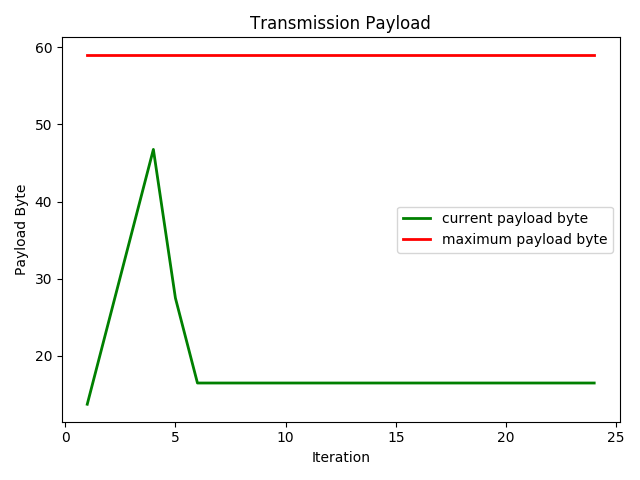 Transmission Payload
60
50
40
30
20
Payload Byte
current payload byte
maximum payload byte
0 5 10 15 20 25
Iteration